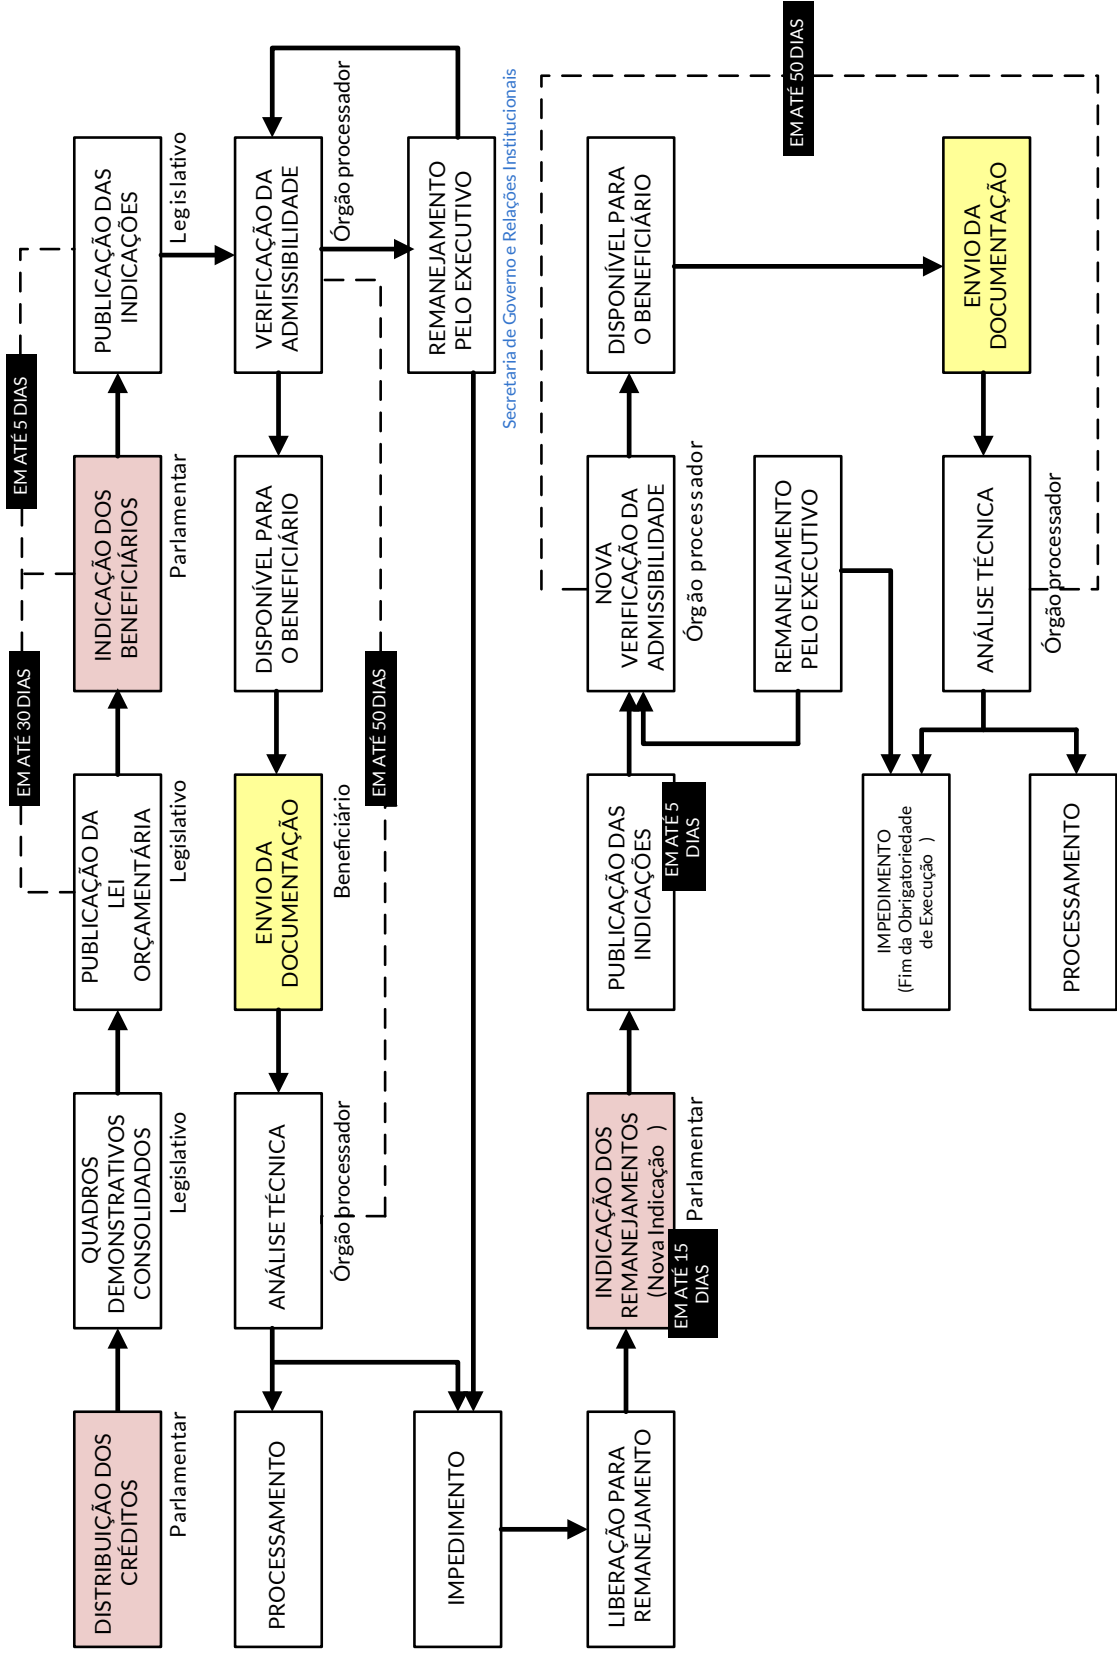 EM ATÉ 30 DIAS
EM ATÉ 5 DIAS
DISTRIBUIÇÃO DOS
CRÉDITOS
Parlamentar
QUADROS
DEMONSTRATIVOS
CONSOLIDADOS
Legislativo
PUBLICAÇÃO DA
LEI
ORÇAMENTÁRIA
Legislativo
INDICAÇÃO DOS
BENEFICIÁRIOS
Parlamentar
PUBLICAÇÃO DAS
INDICAÇÕES
Legislativo
PROCESSAMENTO
ANÁLISE TÉCNICA
Órgão processador
ENVIO DA
DOCUMENTAÇÃO
Beneficiário
DISPONÍVEL PARA
O BENEFICIÁRIO
VERIFICAÇÃO DA
ADMISSIBILIDADE
Órgão processador
EM ATÉ 50 DIAS
IMPEDIMENTO
REMANEJAMENTO
PELO EXECUTIVO
Secretaria de Governo e Relações Institucionais
LIBERAÇÃO PARA
REMANEJAMENTO
INDICAÇÃO DOS
REMANEJAMENTOS
(Nova Indicação )
Parlamentar
EM ATÉ 15
DIAS
PUBLICAÇÃO DAS
INDICAÇÕES
EM ATÉ 5
DIAS
NOVA
VERIFICAÇÃO DA
ADMISSIBILIDADE
Órgão processador
DISPONÍVEL PARA
O BENEFICIÁRIO
REMANEJAMENTO
PELO EXECUTIVO
EM ATÉ 50 DIAS
IMPEDIMENTO
(Fim da Obrigatoriedade
de Execução )
ANÁLISE TÉCNICA
Órgão processador
ENVIO DA
DOCUMENTAÇÃO
PROCESSAMENTO